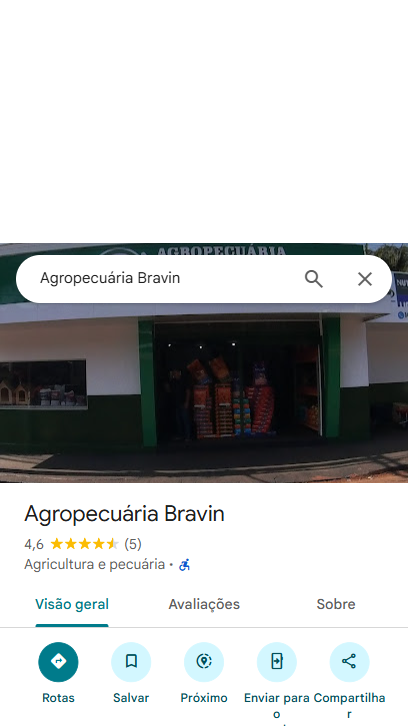 AGROPECUÁRIA
Agropecuária Bravin
Agropecuária Bravin
4,6 (5)
Agricultura e pecuária ·
Visão geral Avaliações Sobre
Rotas Salvar Próximo Enviar para o Compartilhar